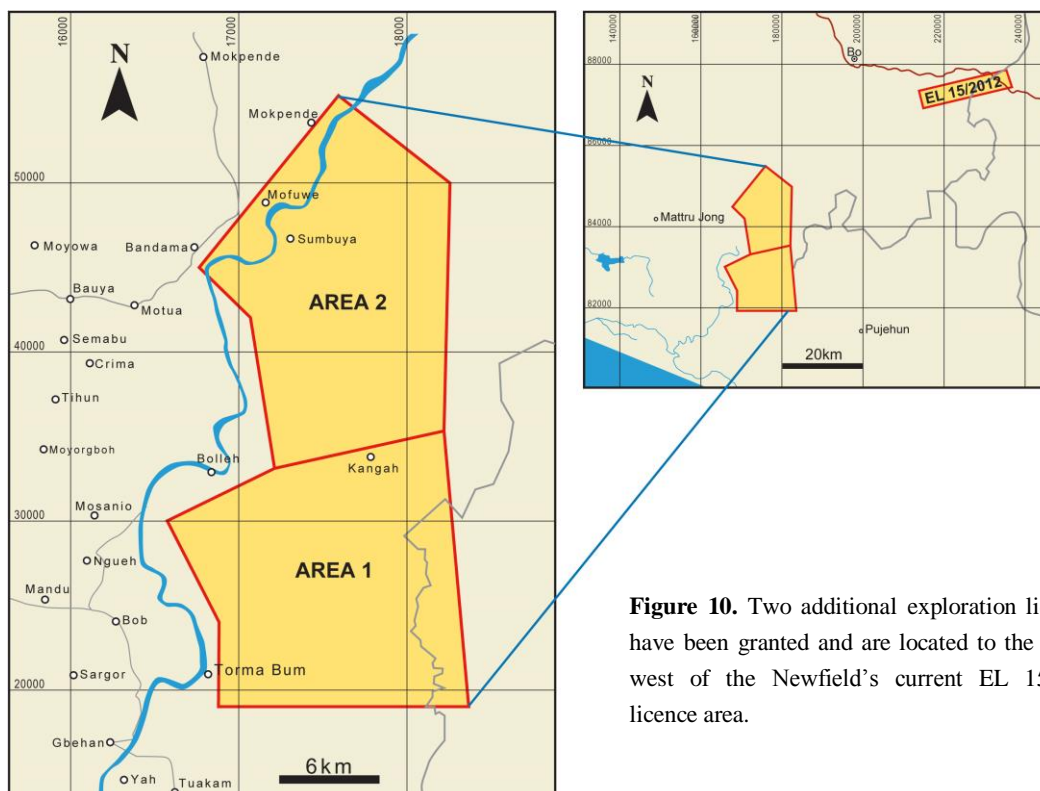 16000
17000
18000
N
Mokpende
Mokpende
50000
Mofuwe
Moyowa
Bandama
Sumbuya
Bauya
Motua
AREA 2
Semabu
40000
Crima
Tihun
Moyorgboh
Bolleh
Kangah
Mosanio
30000
Ngueh
AREA 1
Mandu
Bob
Sargor
Torma Bum
20000
Gbehan
Yah
Tuakam
6km
140000
160000
180000
200000
220000
240000
Bo
88000
EL 15/2012
N
86000
Mattru Jong
84000
82000
Pujehun
20km
Figure 10. Two additional exploration li
have been granted and are located to the
west of the Newfield's current EL 15
licence area.